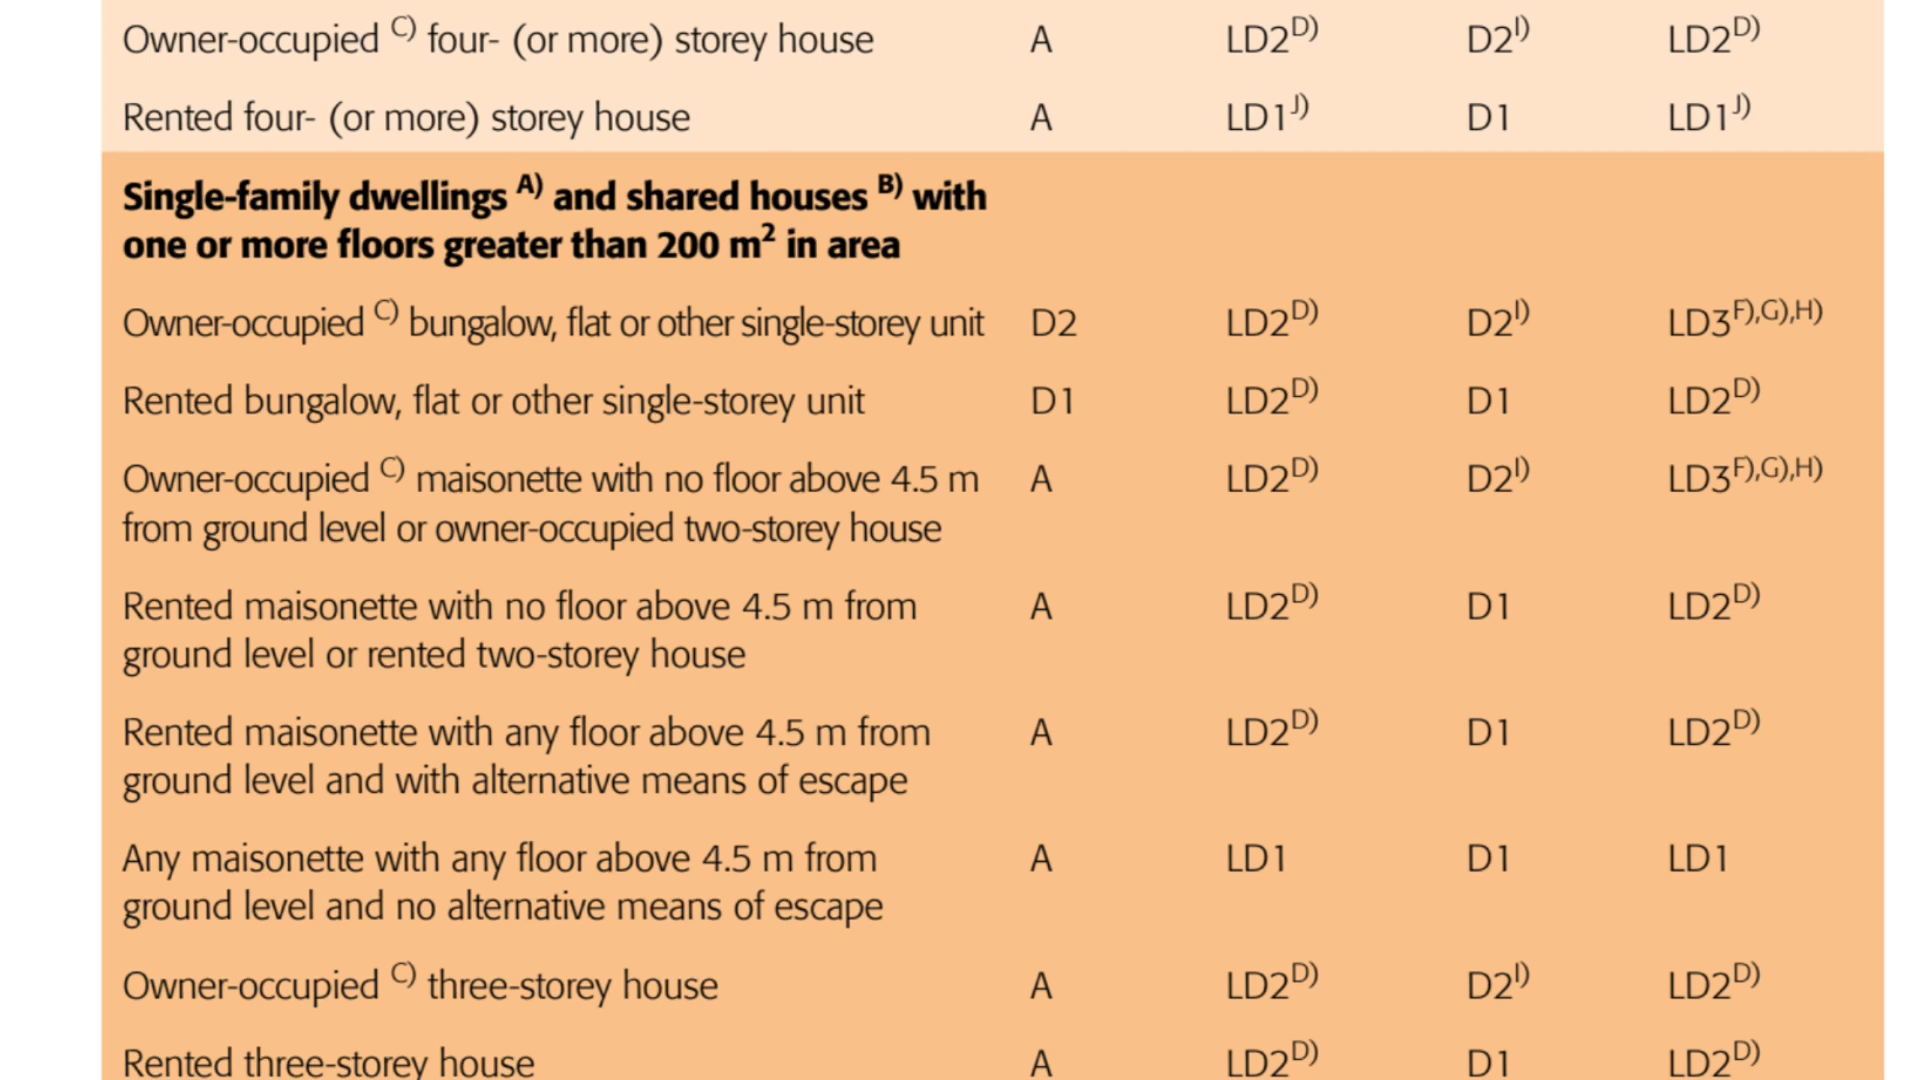 Owner-occupied C) four- (or more) storey house A LD2D) D2I) LD2D)
Rented four- (or more) storey house A LD1J) D1 LD1J)
Single-family dwellings A) and shared houses B) with
one or more floors greater than 200 m² in area
Owner-occupied C) bungalow, flat or other single-storey unit D2 LD2D) D2I) LD3F),G),H)
Rented bungalow, flat or other single-storey unit D1 LD2D) D1 LD2D)
Owner-occupied C) maisonette with no floor above 4.5 m A LD2D) D2I) LD3F),G),H)
from ground level or owner-occupied two-storey house
Rented maisonette with no floor above 4.5 m from A LD2D) D1 LD2D)
ground level or rented two-storey house
Rented maisonette with any floor above 4.5 m from A LD2D) D1 LD2D)
ground level and with alternative means of escape
Any maisonette with any floor above 4.5 m from A LD1 D1 LD1
ground level and no alternative means of escape
Owner-occupied C) three-storey house A LD2D) D2I) LD2D)
Rented three-storey house A LD2D) D1 LD2D)